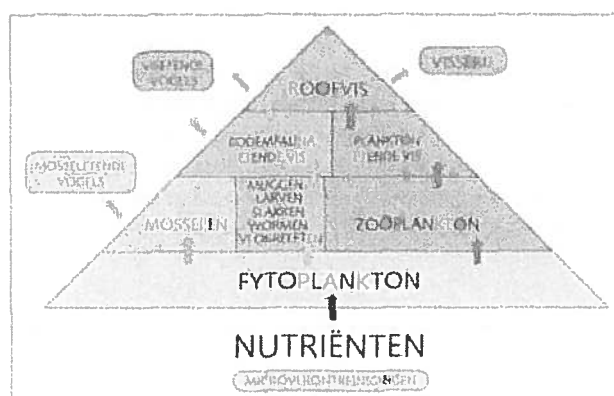 VISETENDE
VOGELS
VISSERIJ
ROOFVIS
BODEMFAUNA
ETENDE VIS
PLANKTON
ETENDE VIS
MOSSELETENDE
VOGELS
MUGGEN
LARVEN
SLAKKEN
WORMEN
MOSSELEN
ZOÖPLANKTON
FYTOPLANKTON
NUTRIËNTEN
MICROVERONTREINIGINGEN